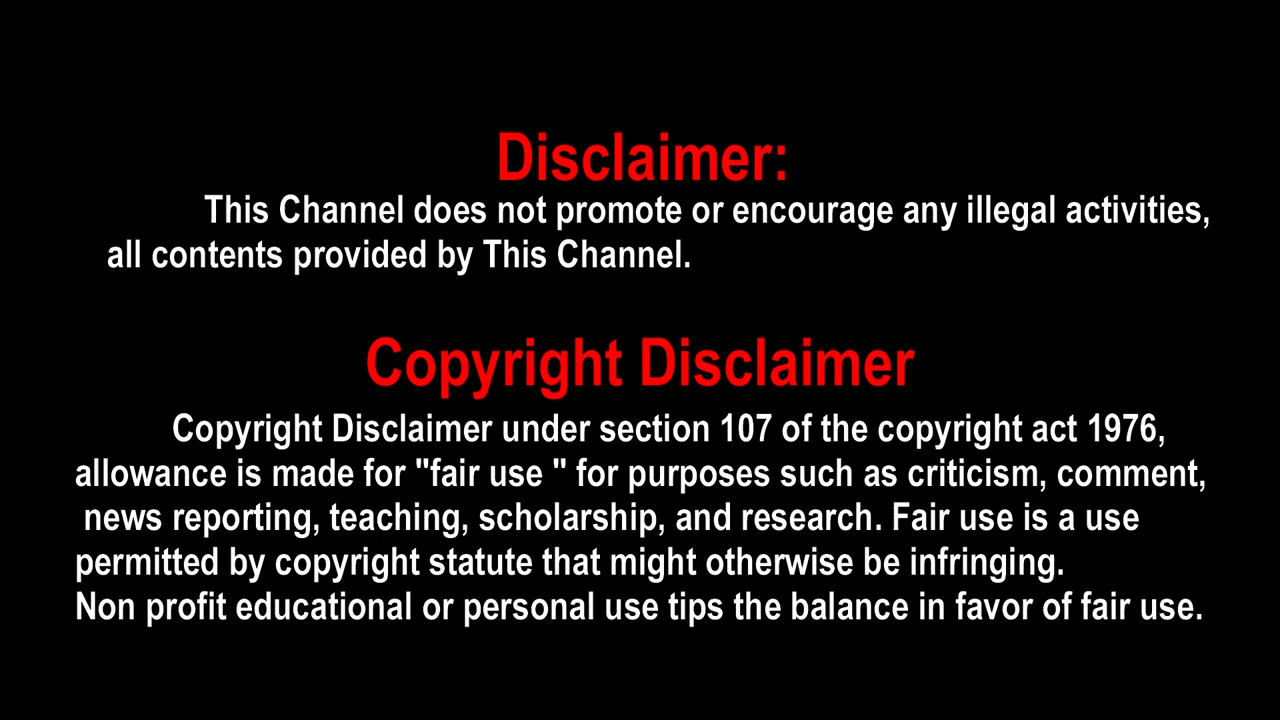 Disclaimer:
This Channel does not promote or encourage any illegal activities,
all contents provided by This Channel.
Copyright Disclaimer
Copyright Disclaimer under section 107 of the copyright act 1976,
allowance is made for "fair use " for purposes such as criticism, comment,
news reporting, teaching, scholarship, and research. Fair use is a use
permitted by copyright statute that might otherwise be infringing.
Non profit educational or personal use tips the balance in favor of fair use.